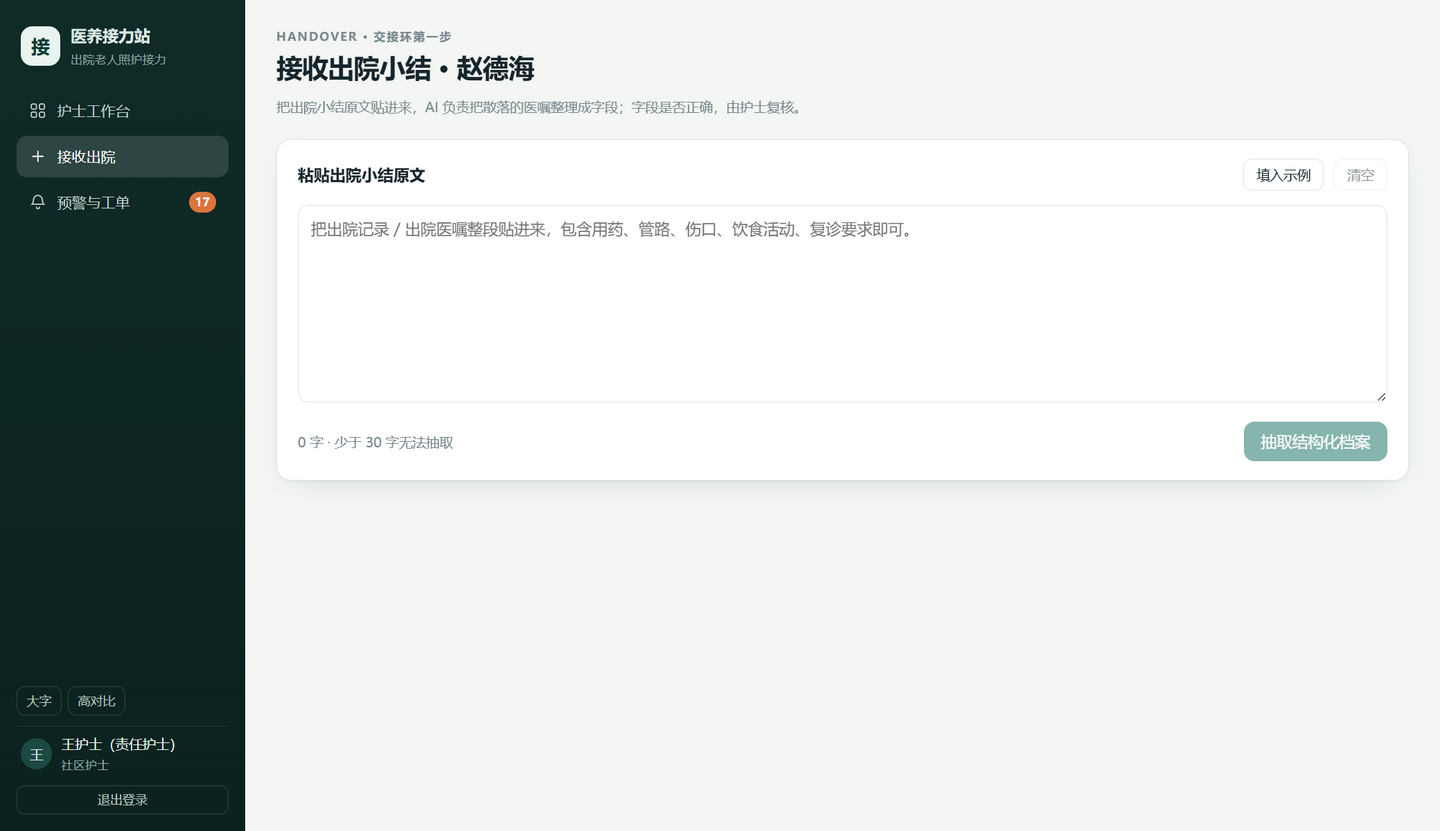 接
医养接力站
出院老人照护接力
护士工作台
接收出院
预警与工单
17
大字
高对比
王
王护士（责任护士）
社区护士
退出登录
HANDOVER • 交接环第一步
接收出院小结 • 赵德海
把出院小结原文贴进来，AI 负责把散落的医嘱整理成字段；字段是否正确，由护士复核。
粘贴出院小结原文
填入示例
清空
把出院记录 / 出院医嘱整段贴进来，包含用药、管路、伤口、饮食活动、复诊要求即可。
0 字 · 少于 30 字无法抽取
抽取结构化档案